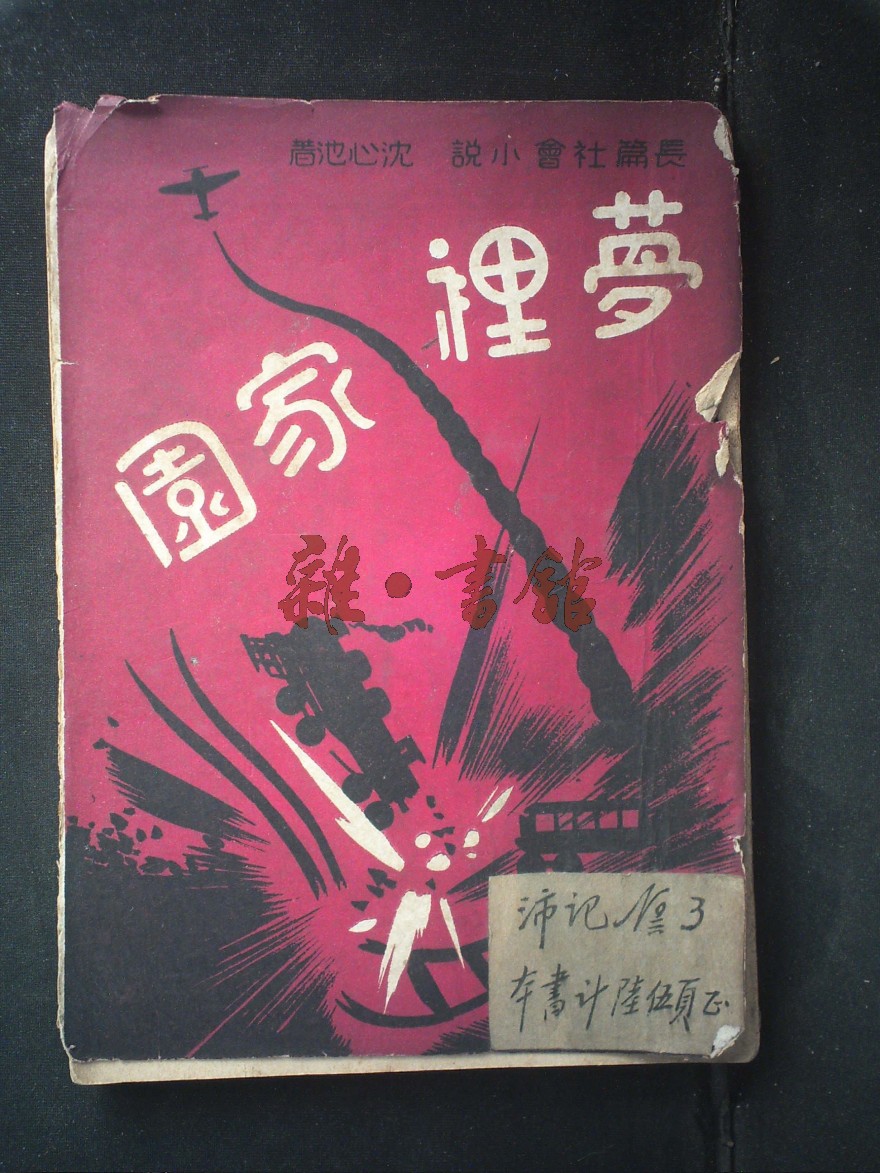 長篇社會小說 沈心池著
夢裡家園
雜·書館
沛记 No 3
本書计陸伍頁正